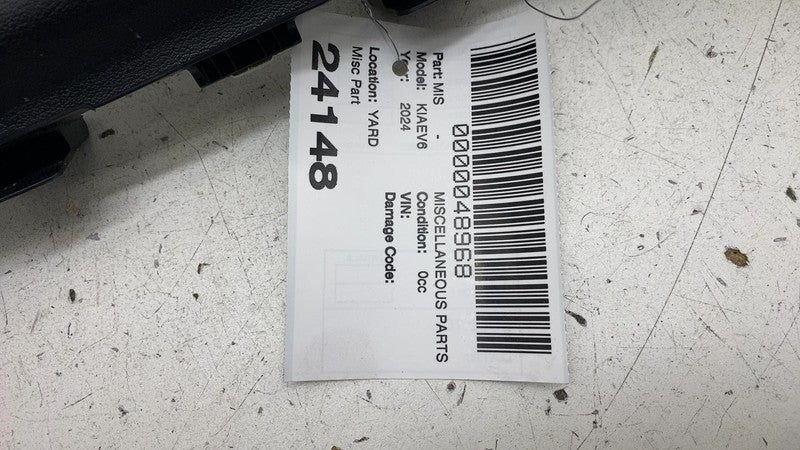 0000048968
Part: MIS - MISCELLANEOUS PARTS
Model: KIAEV6 Condition: 0cc
Year: 2024 VIN:
Damage Code:
Location: YARD
Misc Part
24148